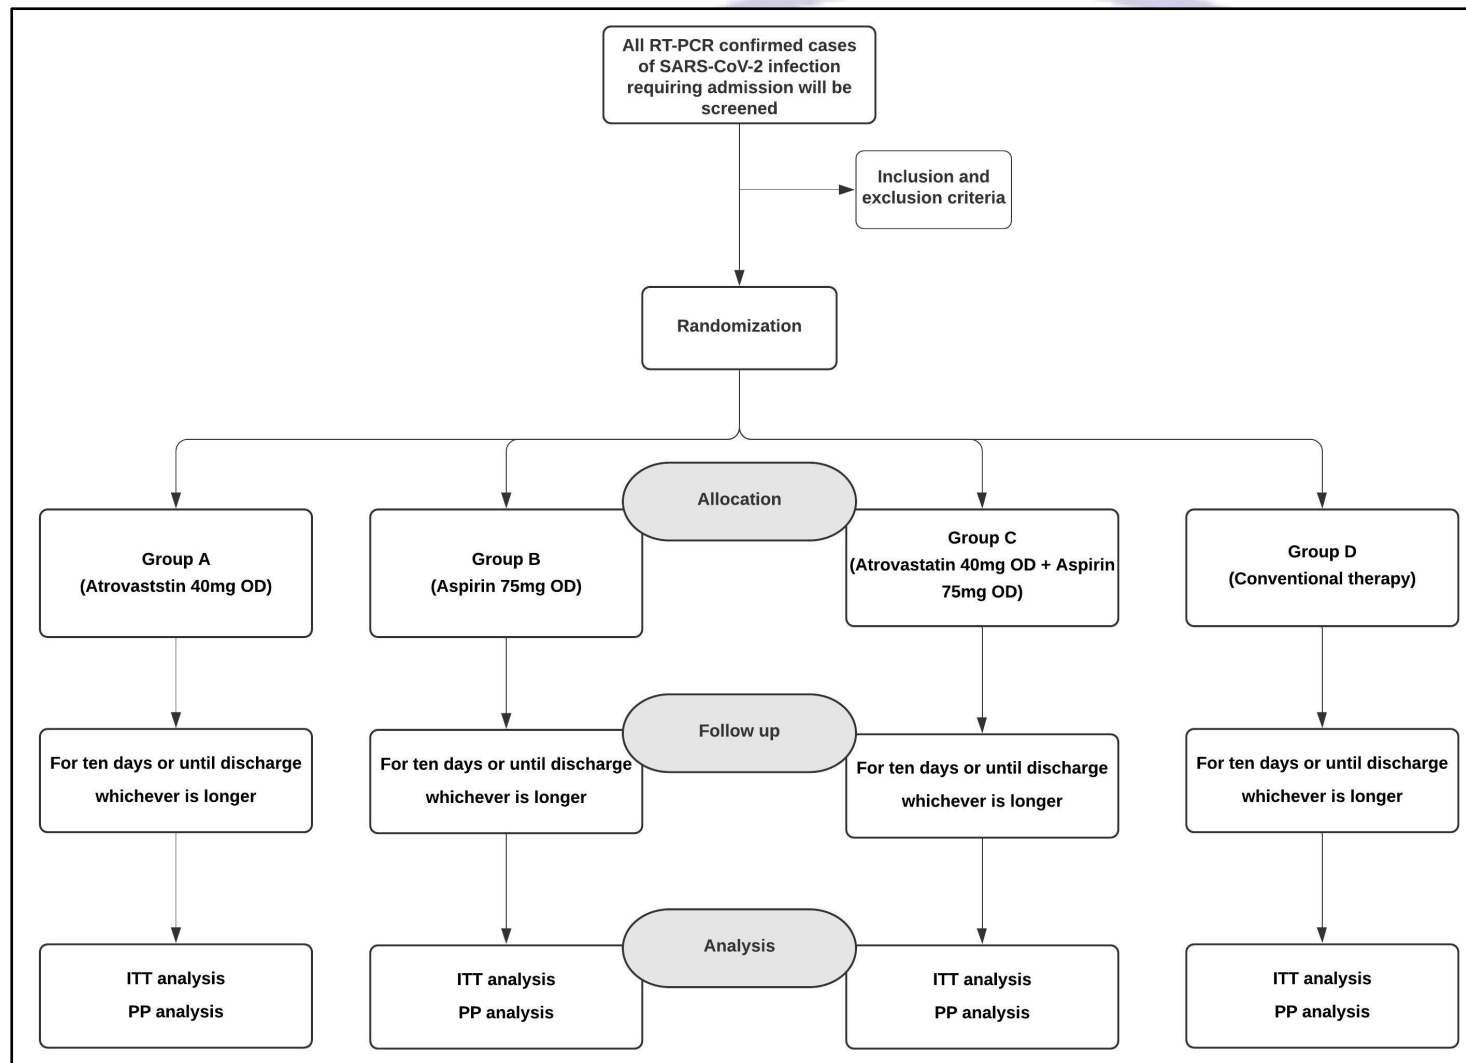 All RT-PCR confirmed cases
of SARS-CoV-2 infection
requiring admission will be
screened
Inclusion and
exclusion criteria
Randomization
Allocation
Group A
(Atrovaststin 40mg OD)
Group B
(Aspirin 75mg OD)
Group C
(Atrovastatin 40mg OD + Aspirin
75mg OD)
Group D
(Conventional therapy)
Follow up
For ten days or until discharge
whichever is longer
For ten days or until discharge
whichever is longer
For ten days or until discharge
whichever is longer
For ten days or until discharge
whichever is longer
Analysis
ITT analysis
PP analysis
ITT analysis
PP analysis
ITT analysis
PP analysis
ITT analysis
PP analysis